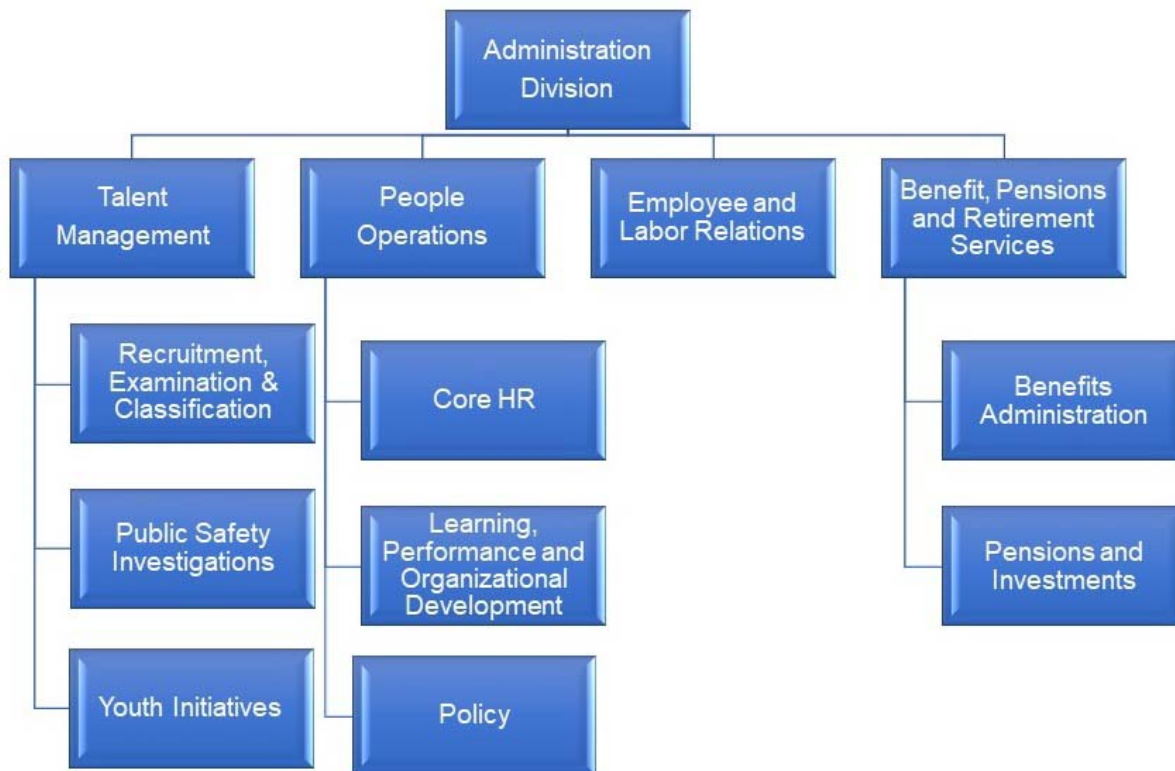 Administration
Division
Talent
Management
People
Operations
Employee and
Labor Relations
Benefit, Pensions
and Retirement
Services
Recruitment,
Examination &
Classification
Public Safety
Investigations
Youth Initiatives
Core HR
Learning,
Performance and
Organizational
Development
Policy
Benefits
Administration
Pensions and
Investments